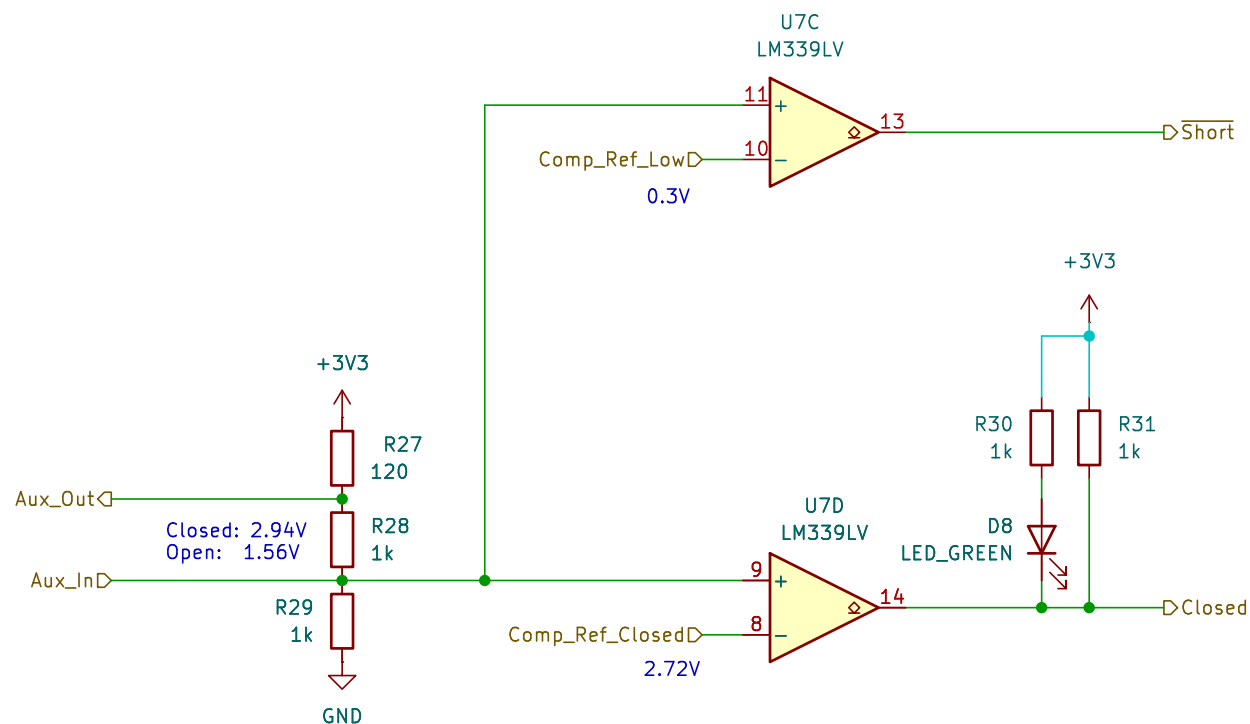 U7C
LM339LV
11
+
13
Short
10
−
Comp_Ref_Low
0.3V
+3V3
+3V3
R27
120
R30
1k
R31
1k
Aux_Out
Closed: 2.94V
Open: 1.56V
R28
1k
U7D
LM339LV
D8
LED_GREEN
Aux_In
9
+
14
Closed
R29
1k
8
−
Comp_Ref_Closed
2.72V
GND